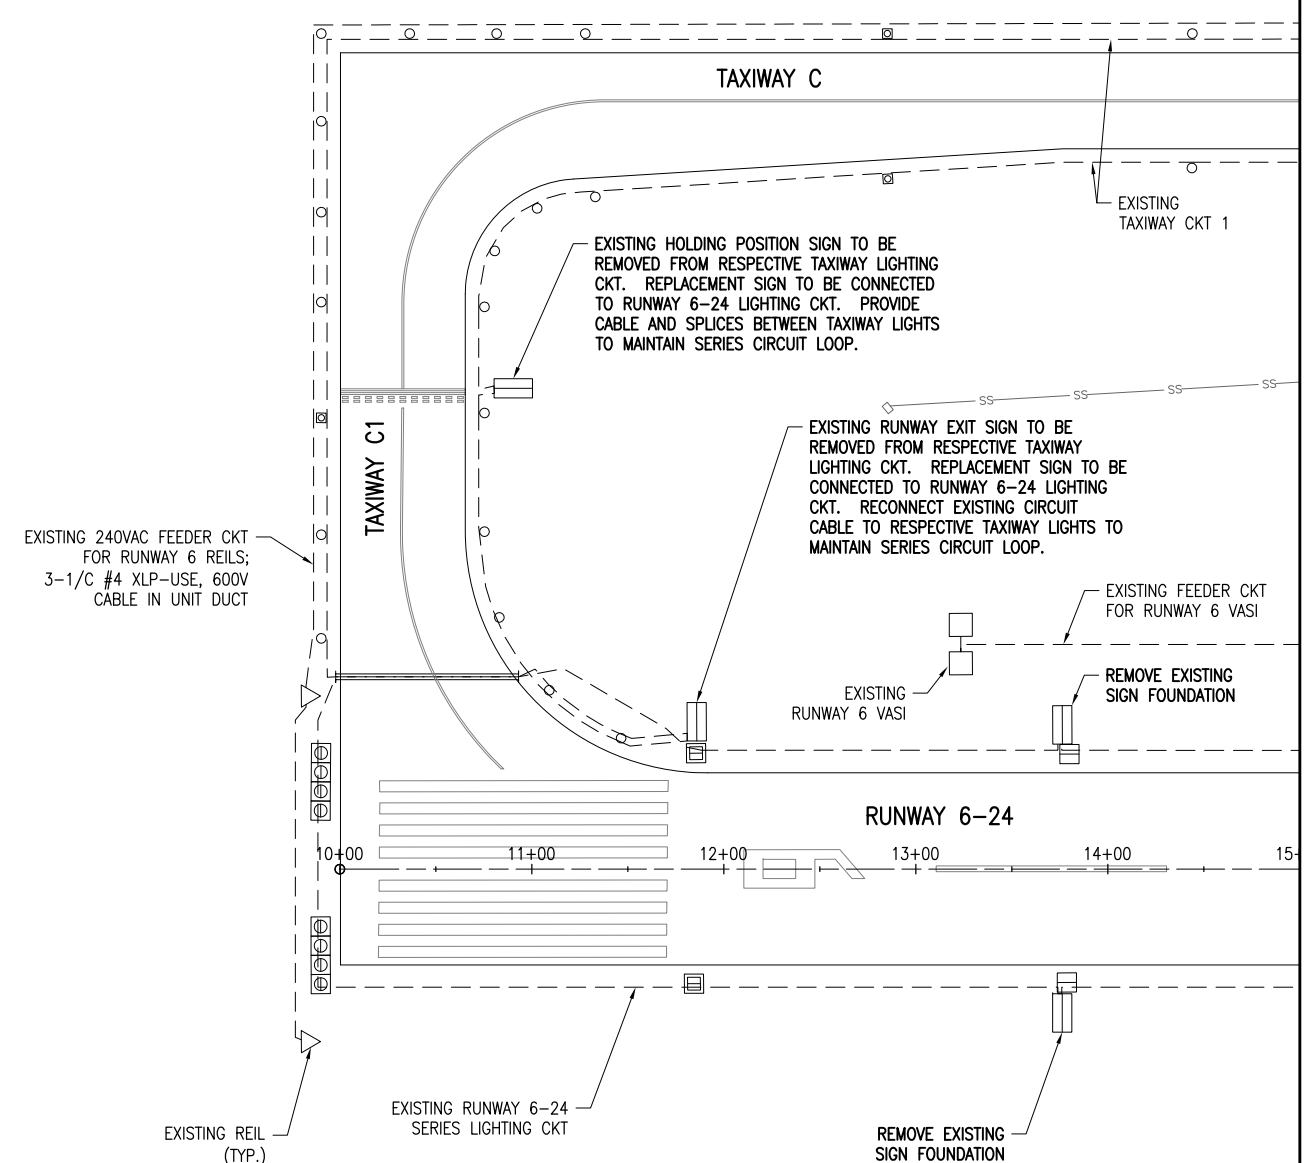 TAXIWAY C
EXISTING
TAXIWAY CKT 1
EXISTING HOLDING POSITION SIGN TO BE
REMOVED FROM RESPECTIVE TAXIWAY LIGHTING
CKT. REPLACEMENT SIGN TO BE CONNECTED
TO RUNWAY 6-24 LIGHTING CKT. PROVIDE
CABLE AND SPLICES BETWEEN TAXIWAY LIGHTS
TO MAINTAIN SERIES CIRCUIT LOOP.
SS SS SS SS
TAXIWAY C1
EXISTING RUNWAY EXIT SIGN TO BE
REMOVED FROM RESPECTIVE TAXIWAY
LIGHTING CKT. REPLACEMENT SIGN TO BE
CONNECTED TO RUNWAY 6-24 LIGHTING
CKT. RECONNECT EXISTING CIRCUIT
CABLE TO RESPECTIVE TAXIWAY LIGHTS TO
MAINTAIN SERIES CIRCUIT LOOP.
EXISTING 240VAC FEEDER CKT
FOR RUNWAY 6 REILS;
3-1/C #4 XLP-USE, 600V
CABLE IN UNIT DUCT
EXISTING FEEDER CKT
FOR RUNWAY 6 VASI
EXISTING
RUNWAY 6 VASI
REMOVE EXISTING
SIGN FOUNDATION
RUNWAY 6-24
10+00 11+00 12+00 13+00 14+00 15-
EXISTING RUNWAY 6-24
SERIES LIGHTING CKT
EXISTING REIL
(TYP.)
REMOVE EXISTING
SIGN FOUNDATION